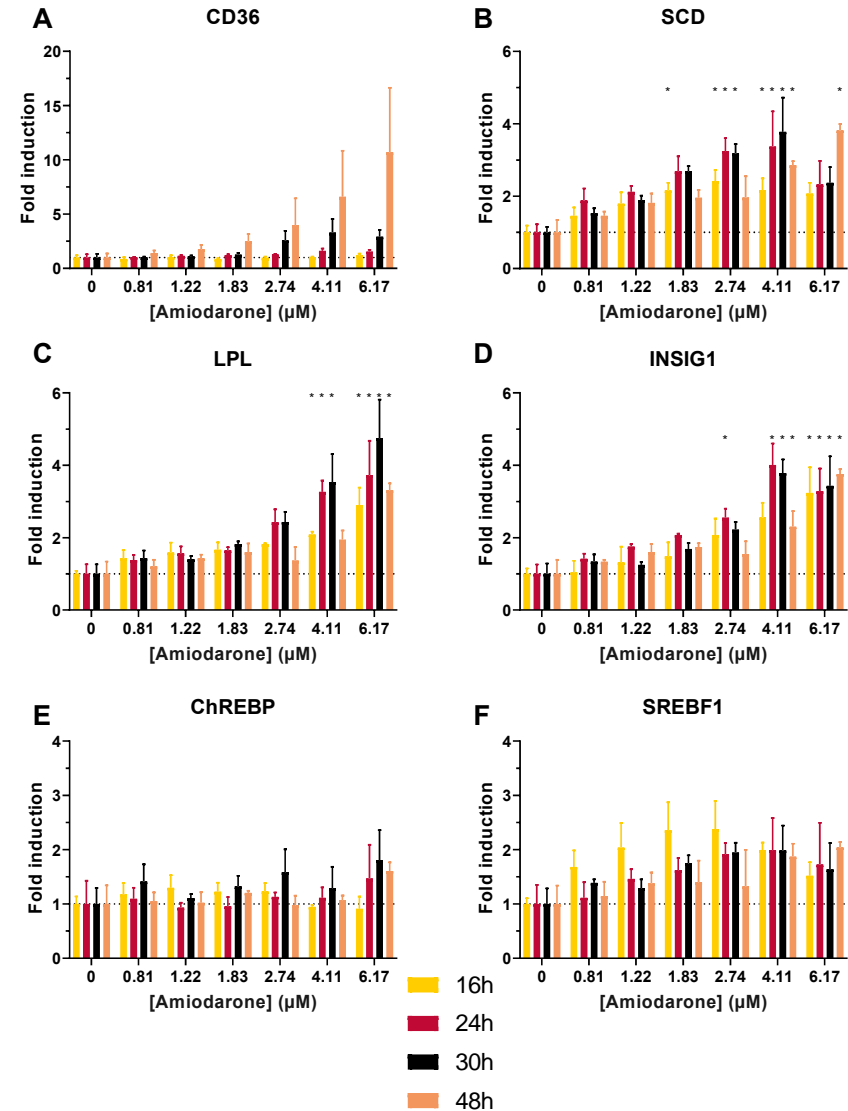 A
CD36
Fold induction
20
15
10
5
0
0 0.81 1.22 1.83 2.74 4.11 6.17
[Amiodarone] (µM)
B
SCD
Fold induction
6
4
2
0
* * * * * * * * *
0 0.81 1.22 1.83 2.74 4.11 6.17
[Amiodarone] (µM)
C
LPL
Fold induction
6
4
2
0
* * * * * * *
0 0.81 1.22 1.83 2.74 4.11 6.17
[Amiodarone] (µM)
D
INSIG1
Fold induction
6
4
2
0
* * * * * * * *
0 0.81 1.22 1.83 2.74 4.11 6.17
[Amiodarone] (µM)
E
ChREBP
Fold induction
4
3
2
1
0
0 0.81 1.22 1.83 2.74 4.11 6.17
[Amiodarone] (µM)
F
SREBF1
Fold induction
4
3
2
1
0
0 0.81 1.22 1.83 2.74 4.11 6.17
[Amiodarone] (µM)
16h
24h
30h
48h